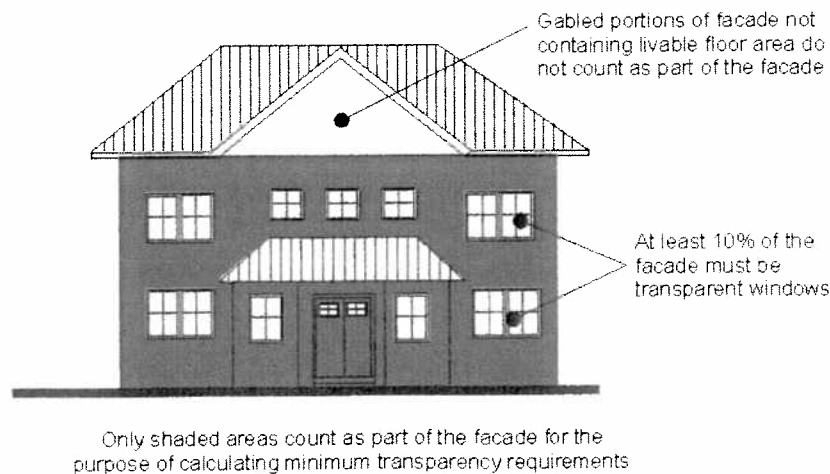 Gabled portions of facade not
containing livable floor area do
not count as part of the facade
At least 10% of the
facade must be
transparent windows
Only shaded areas count as part of the facade for the
purpose of calculating minimum transparency requirements